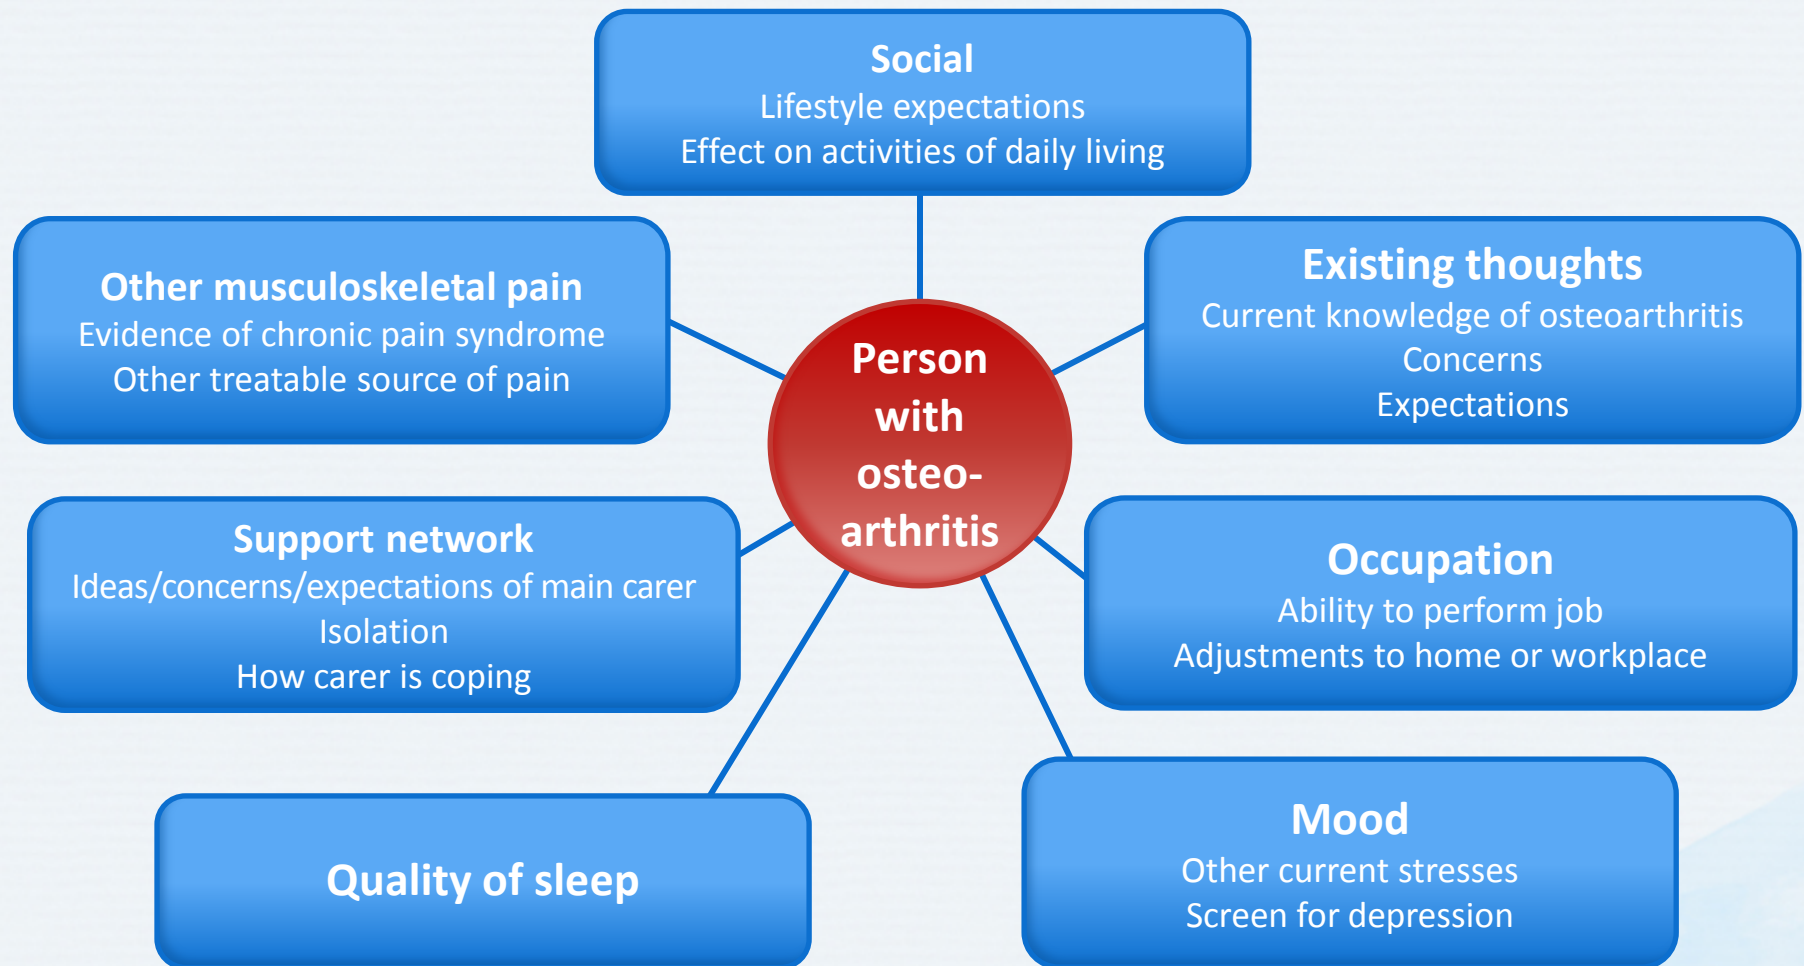 Social
Lifestyle expectations
Effect on activities of daily living
Other musculoskeletal pain
Evidence of chronic pain syndrome
Other treatable source of pain
Existing thoughts
Current knowledge of osteoarthritis
Concerns
Expectations
Person
with
osteo-
arthritis
Support network
Ideas/concerns/expectations of main carer
Isolation
How carer is coping
Occupation
Ability to perform job
Adjustments to home or workplace
Quality of sleep
Mood
Other current stresses
Screen for depression